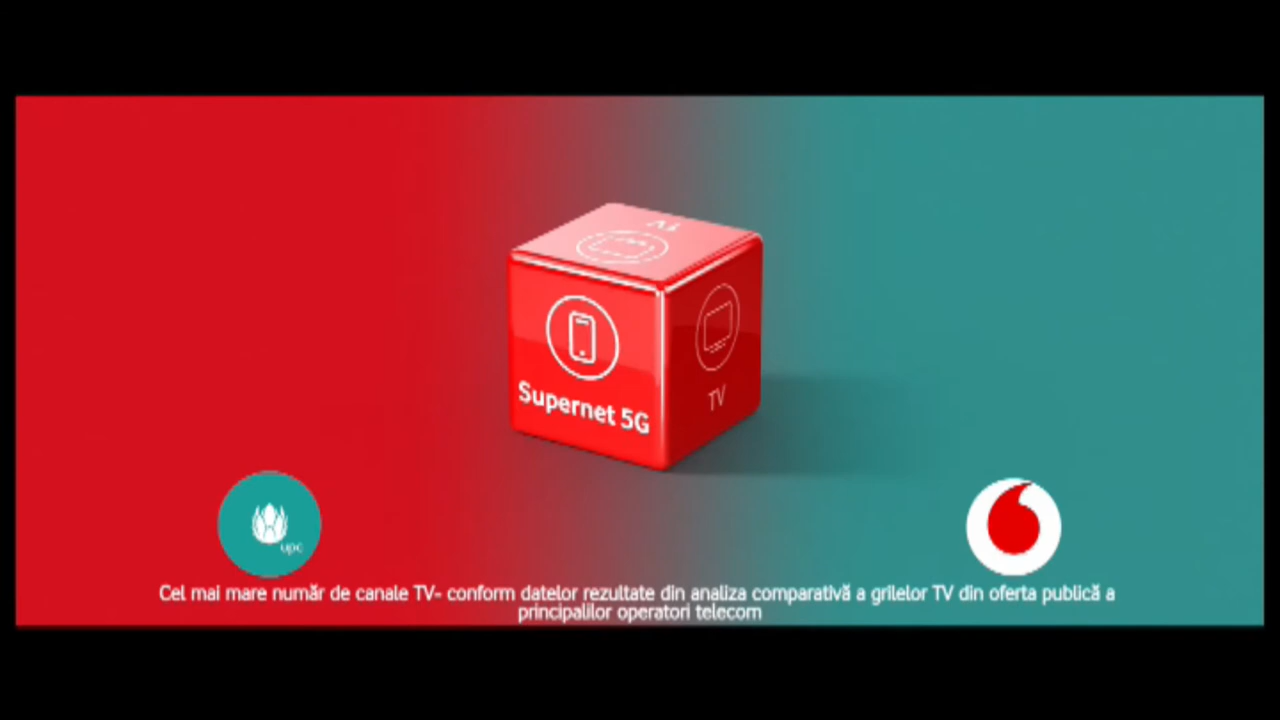 TV
Supernet 5G
TV
upc
Cel mai mare număr de canale TV- conform datelor rezultate din analiza comparativă a grilelor TV din oferta publică a
principalilor operatori telecom